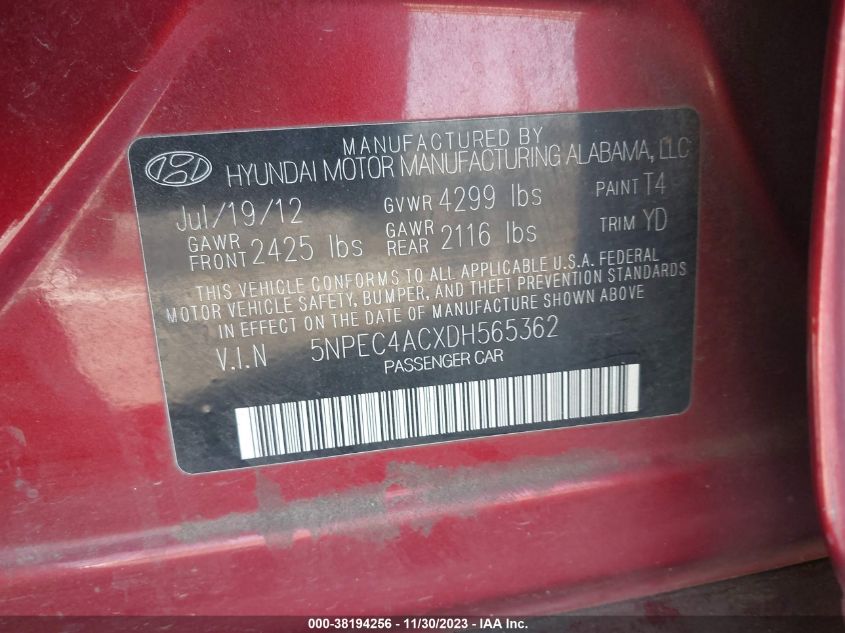 MANUFACTURED BY
HYUNDAI MOTOR MANUFACTURING ALABAMA, LLC
Jul/19/12 GVWR 4299 lbs PAINT T4
GAWR FRONT 2425 lbs GAWR REAR 2116 lbs TRIM YD
THIS VEHICLE CONFORMS TO ALL APPLICABLE U.S.A. FEDERAL
MOTOR VEHICLE SAFETY, BUMPER, AND THEFT PREVENTION STANDARDS
IN EFFECT ON THE DATE OF MANUFACTURE SHOWN ABOVE
V.I.N 5NPEC4ACXDH565362
PASSENGER CAR
000-38194256 - 11/30/2023 - IAA Inc.